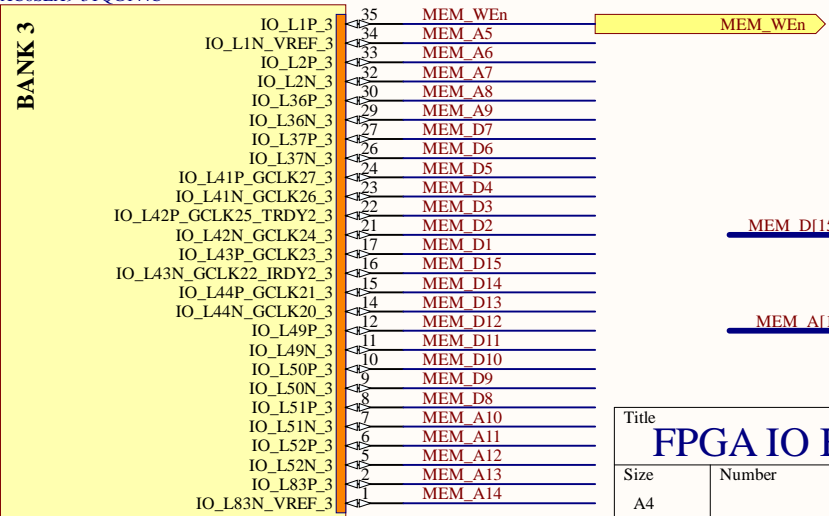 BANK 3
IO_L1P_3 35 MEM_WEn MEM_WEn
IO_L1N_VREF_3 34 MEM_A5
IO_L2P_3 33 MEM_A6
IO_L2N_3 32 MEM_A7
IO_L36P_3 30 MEM_A8
IO_L36N_3 29 MEM_A9
IO_L37P_3 27 MEM_D7
IO_L37N_3 26 MEM_D6
IO_L41P_GCLK27_3 24 MEM_D5
IO_L41N_GCLK26_3 23 MEM_D4
IO_L42P_GCLK25_TRDY2_3 22 MEM_D3
IO_L42N_GCLK24_3 21 MEM_D2
MEM_D[15
IO_L43P_GCLK23_3 17 MEM_D1
IO_L43N_GCLK22_IRDY2_3 16 MEM_D15
IO_L44P_GCLK21_3 15 MEM_D14
IO_L44N_GCLK20_3 14 MEM_D13
IO_L49P_3 12 MEM_D12
MEM_A[1
IO_L49N_3 11 MEM_D11
IO_L50P_3 10 MEM_D10
IO_L50N_3 9 MEM_D9
IO_L51P_3 8 MEM_D8
IO_L51N_3 7 MEM_A10
IO_L52P_3 6 MEM_A11
IO_L52N_3 5 MEM_A12
IO_L83P_3 2 MEM_A13
IO_L83N_VREF_3 1 MEM_A14
Title
FPGA IO
Size Number
A4